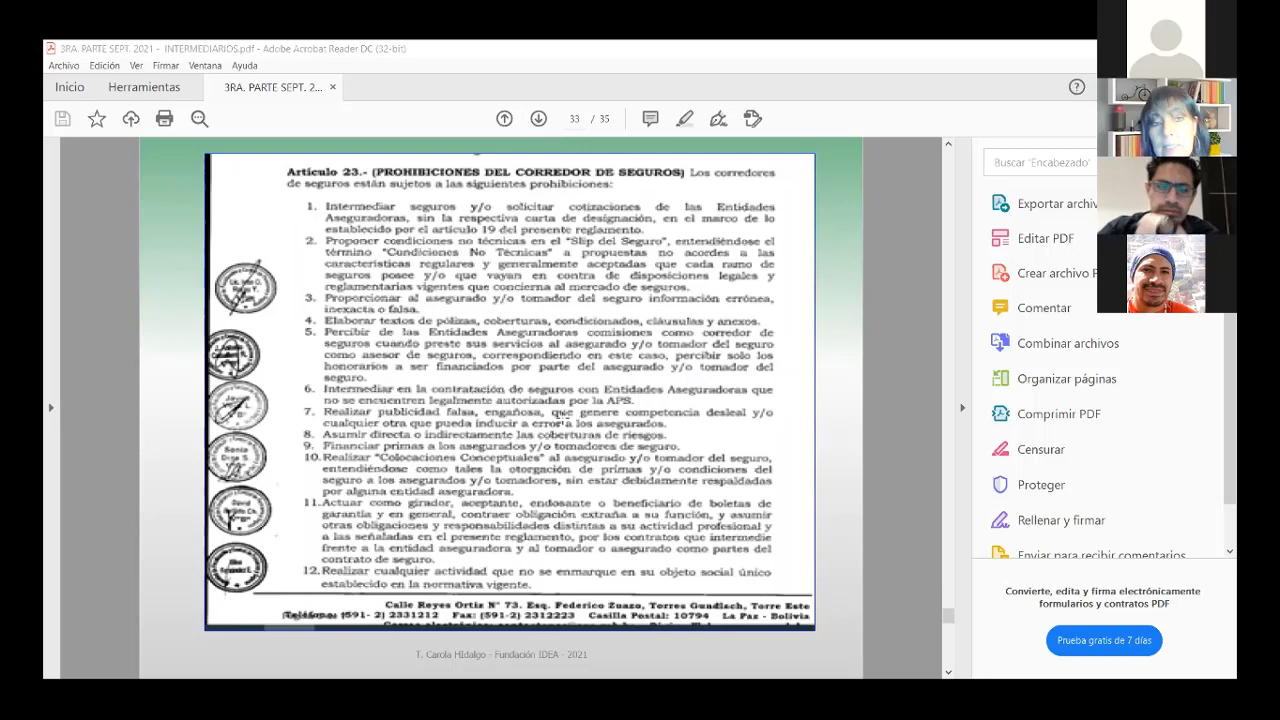 3RA. PARTE SEPT. 2021 - INTERMEDIARIOS.pdf - Adobe Acrobat Reader DC (32-bit)
Archivo Edición Ver Firmar Ventana Ayuda
Inicio Herramientas 3RA. PARTE SEPT. 2... ×
33 / 35
Artículo 23.- (PROHIBICIONES DEL CORREDOR DE SEGUROS) Los corredores
de seguros están sujetos a las siguientes prohibiciones:
1. Intermediar seguros y/o solicitar cotizaciones de las Entidades
Aseguradoras, sin la respectiva carta de designación, en el marco de lo
establecido por el artículo 19 del presente reglamento.
2. Proponer condiciones no técnicas en el "Slip del Seguro", entendiéndose el
término "Condiciones No Técnicas" a propuestas no acordes a las
características regulares y generalmente aceptadas que cada ramo de
seguros posee y/o que vayan en contra de disposiciones legales y
reglamentarias vigentes que concierna al mercado de seguros.
3. Proporcionar al asegurado y/o tomador del seguro información errónea,
inexacta o falsa.
4. Elaborar textos de pólizas, coberturas, condicionados, cláusulas y anexos.
5. Percibir de las Entidades Aseguradoras comisiones como corredor de
seguros cuando preste sus servicios al asegurado y/o tomador del seguro
como asesor de seguros, correspondiendo en este caso, percibir solo los
honorarios a ser financiados por parte del asegurado y/o tomador del
seguro.
6. Intermediar en la contratación de seguros con Entidades Aseguradoras que
no se encuentren legalmente autorizadas por la APS.
7. Realizar publicidad falsa, engañosa, que genere competencia desleal y/o
cualquier otra que pueda inducir a error a los asegurados.
8. Asumir directa o indirectamente las coberturas de riesgos.
9. Financiar primas a los asegurados y/o tomadores de seguro.
10. Realizar "Colocaciones Conceptuales" al asegurado y/o tomador del seguro,
entendiéndose como tales la otorgación de primas y/o condiciones del
seguro a los asegurados y/o tomadores, sin estar debidamente respaldadas
por alguna entidad aseguradora.
11. Actuar como girador, aceptante, endosante o beneficiario de boletas de
garantía y en general, contraer obligación extraña a su función, y asumir
otras obligaciones y responsabilidades distintas a su actividad profesional y
a las señaladas en el presente reglamento, por los contratos que intermedie
frente a la entidad aseguradora y al tomador o asegurado como partes del
contrato de seguro.
12. Realizar cualquier actividad que no se enmarque en su objeto social único
establecido en la normativa vigente.
Calle Reyes Ortiz N° 73. Esq. Federico Zuazo, Torres Gundlach, Torre Este
Teléfono: (591- 2) 2331212 Fax: (591-2) 2312223 Casilla Postal: 10794 La Paz - Bolivia
T. Carola HIdalgo - Fundación IDEA - 2021
Buscar 'Encabezado'
Exportar archiv
Editar PDF
Crear archivo P
Comentar
Combinar archivos
Organizar páginas
Comprimir PDF
Censurar
Proteger
Rellenar y firmar
Enviar para recibir comentarios
Convierte, edita y firma electrónicamente
formularios y contratos PDF
Prueba gratis de 7 días